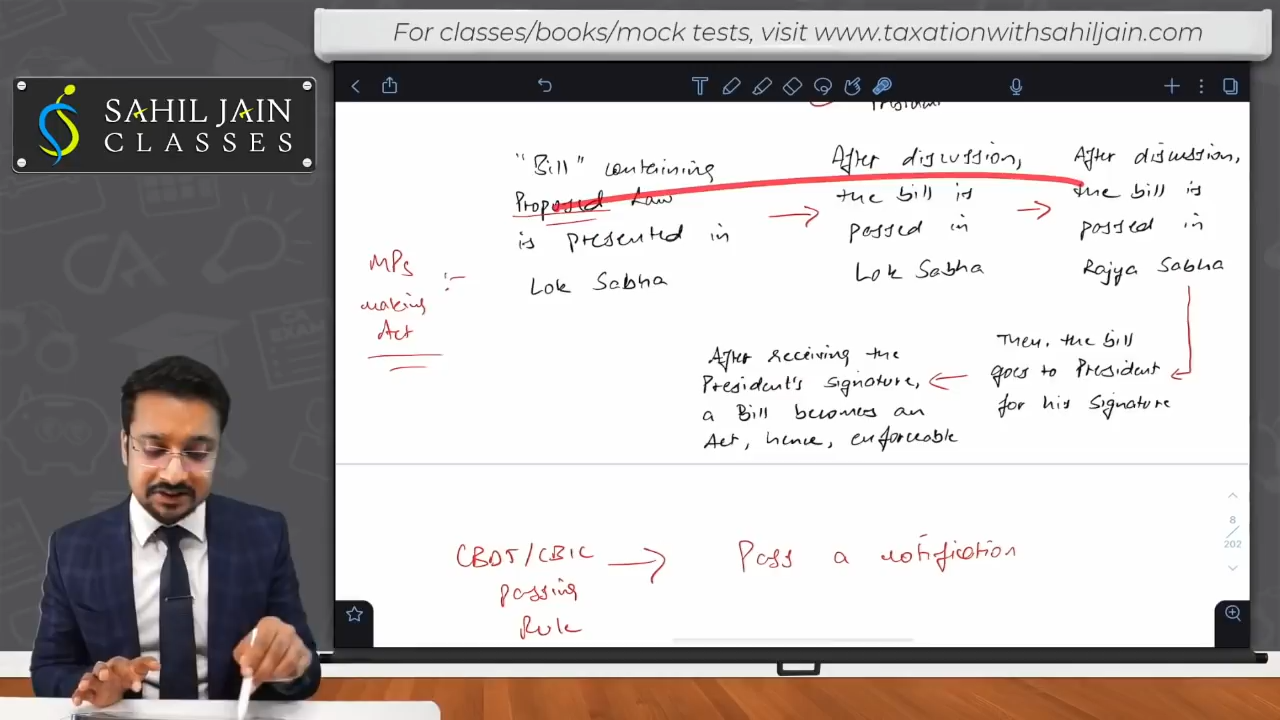 For classes/books/mock tests, visit www.taxationwithsahiljain.com
SAHIL JAIN
CLASSES
President
"Bill" containing
Proposed Law
is presented in
Lok Sabha
After discussion,
the bill is
passed in
Lok Sabha
After discussion,
the bill is
passed in
Rajya Sabha
MPs
making
Act
Then, the bill
goes to President
for his Signature
After receiving the
President's signature,
a Bill becomes an
Act, hence, enforceable
CBDT/CBIC
passing
Rule
Pass a notification
8
/
202